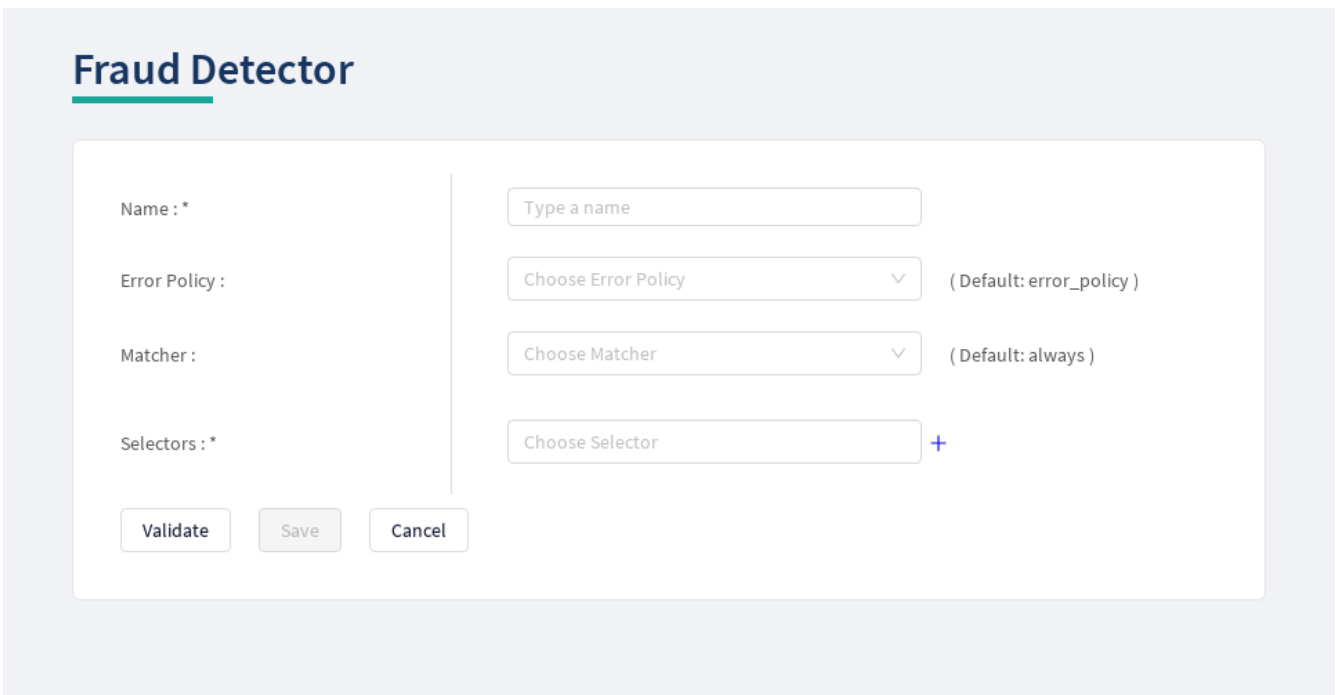 Fraud Detector
Name : * Type a name
Error Policy : Choose Error Policy ( Default: error_policy )
Matcher : Choose Matcher ( Default: always )
Selectors : * Choose Selector +
Validate Save Cancel